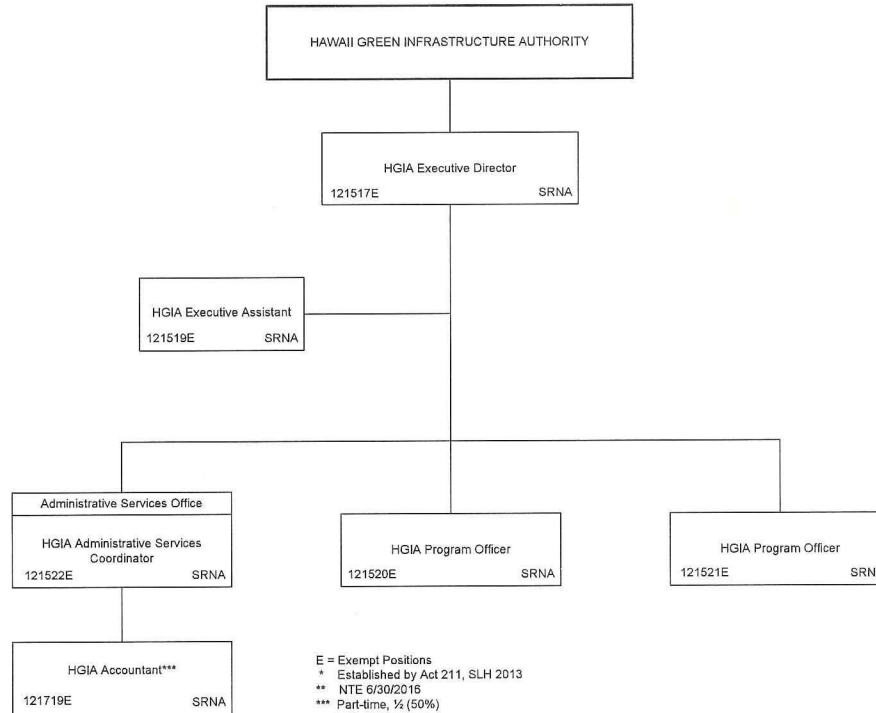 HAWAII GREEN INFRASTRUCTURE AUTHORITY
HGIA Executive Director
121517E SRNA
HGIA Executive Assistant
121519E SRNA
Administrative Services Office
HGIA Administrative Services
Coordinator
121522E SRNA
HGIA Program Officer
121520E SRNA
HGIA Program Officer
121521E SRN
HGIA Accountant***
121719E SRNA
E = Exempt Positions
* Established by Act 211, SLH 2013
** NTE 6/30/2016
*** Part-time, ½ (50%)